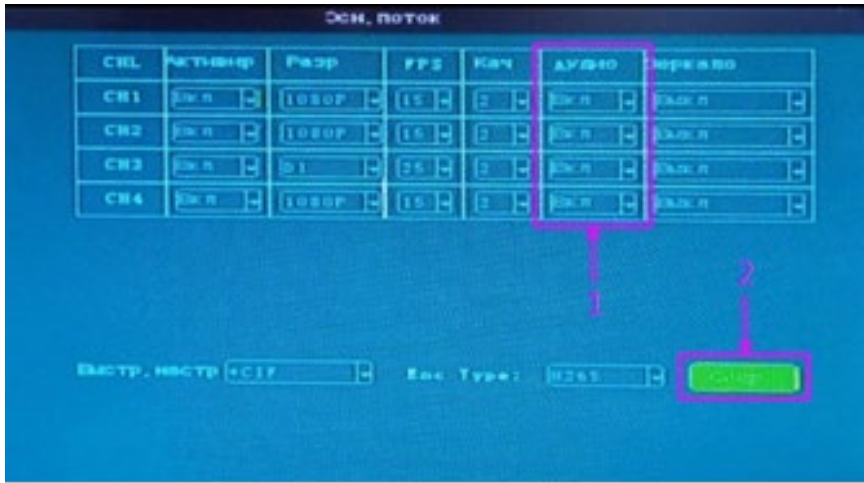 Осн. поток
CHL Активир Разр FPS Кач Аудио Зеркало
CH1 Вкл 1080P 15 2 Вкл Выкл
CH2 Вкл 1080P 15 2 Вкл Выкл
CH3 Вкл D1 25 2 Вкл Выкл
CH4 Вкл 1080P 15 2 Вкл Выкл
1
2
Быстр. настр *CIF Enc Type: H265